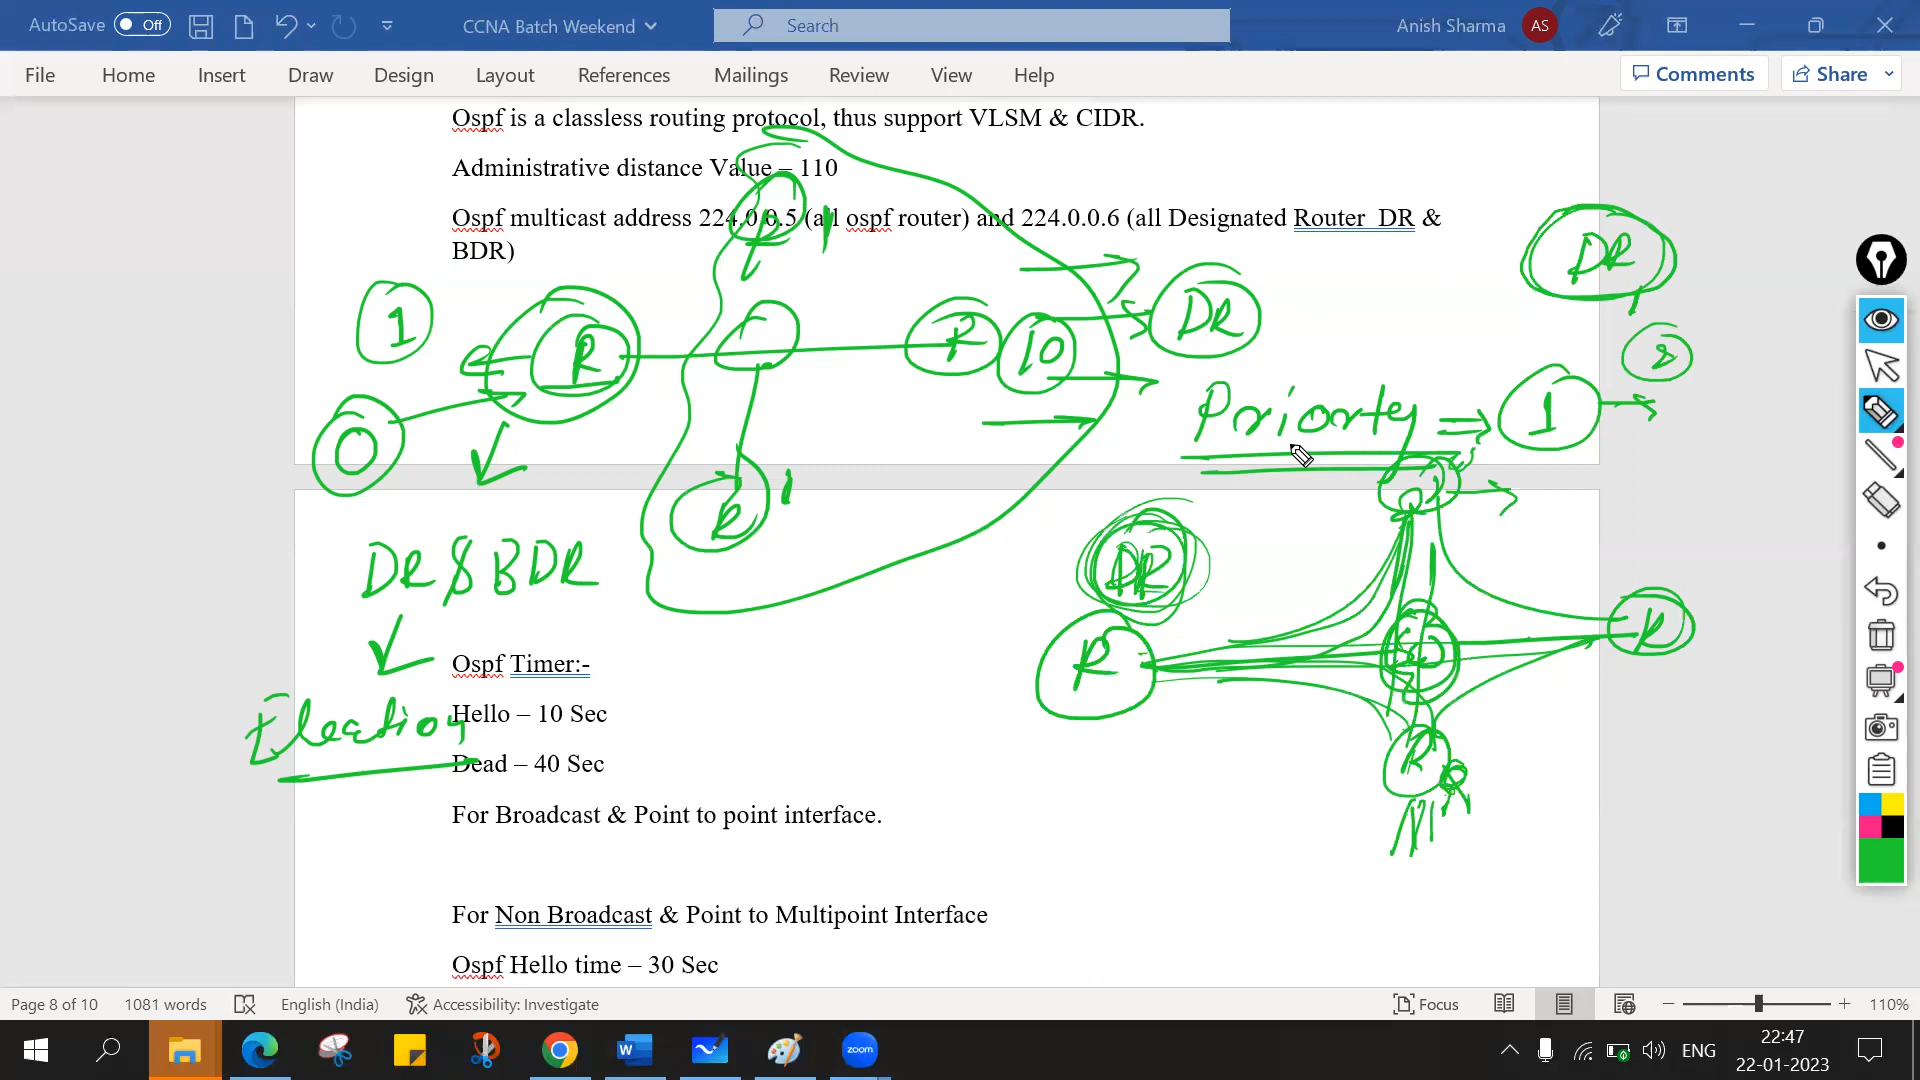 AutoSave Off CCNA Batch Weekend Search Anish Sharma AS
File Home Insert Draw Design Layout References Mailings Review View Help Comments Share
Ospf is a classless routing protocol, thus support VLSM & CIDR.
Administrative distance Value – 110
Ospf multicast address 224.0.0.5 (all ospf router) and 224.0.0.6 (all Designated Router DR &
BDR)
DR
1 R R 10 DR
R 1
0
Priority ⇒ 1
R 1
DR & BDR
DR
R R
R
Election
Ospf Timer:-
Hello – 10 Sec
Dead – 40 Sec
For Broadcast & Point to point interface.
For Non Broadcast & Point to Multipoint Interface
Ospf Hello time – 30 Sec
Page 8 of 10 1081 words English (India) Accessibility: Investigate Focus 110%
W zoom ENG 22:47
22-01-2023